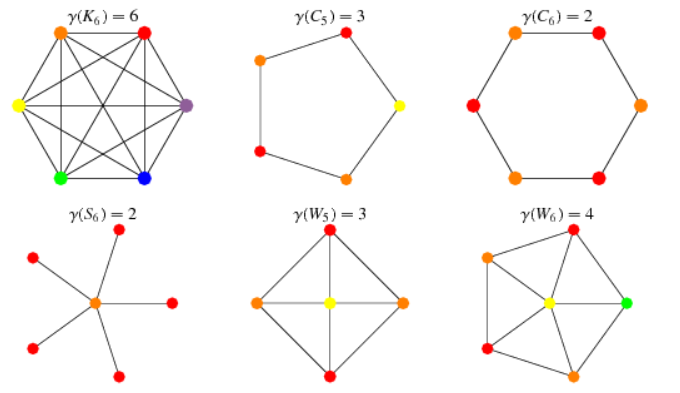 γ(K₆) = 6
γ(C₅) = 3
γ(C₆) = 2
γ(S₆) = 2
γ(W₅) = 3
γ(W₆) = 4